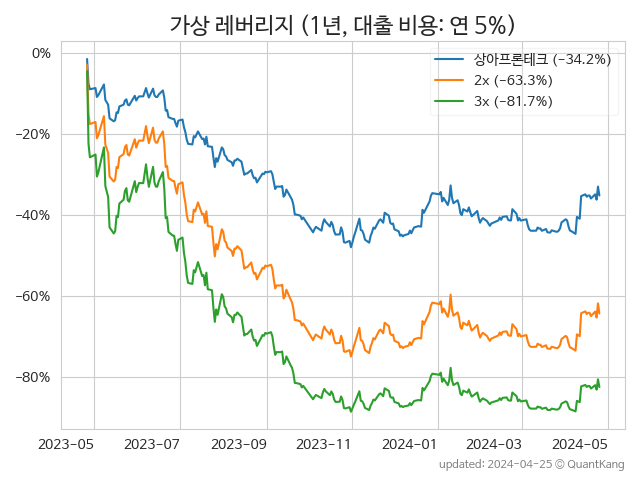 가상 레버리지 (1년, 대출 비용: 연 5%)
상아프론테크 (−34.2%)
2x (−63.3%)
3x (−81.7%)
0%
−20%
−40%
−60%
−80%
2023-05 2023-07 2023-09 2023-11 2024-01 2024-03 2024-05
updated: 2024-04-25 © QuantKang